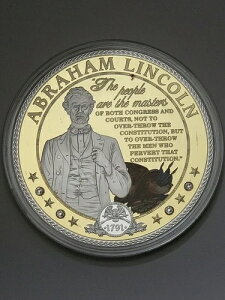 ABRAHAM LINCOLN
"The people
are the masters
OF BOTH CONGRESS AND
COURTS, NOT TO
OVER-THROW THE
CONSTITUTION, BUT
TO OVER-THROW
THE MEN WHO
PERVERT THAT
CONSTITUTION."
1791